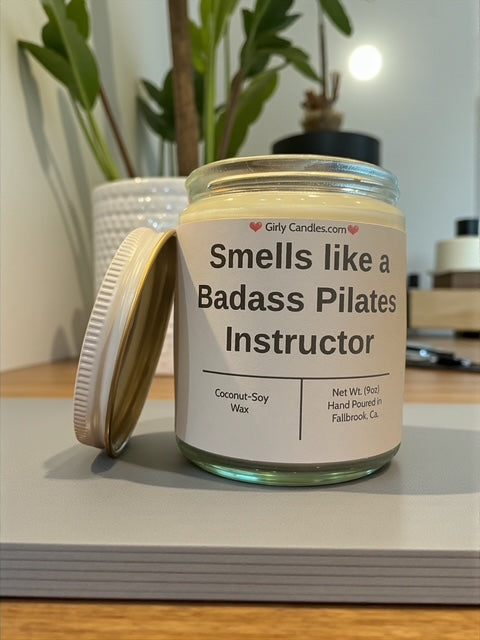 Girly Candles.com
Smells like a
Badass Pilates
Instructor
Coconut-Soy
Wax
Net Wt. (9oz)
Hand Poured in
Fallbrook, Ca.